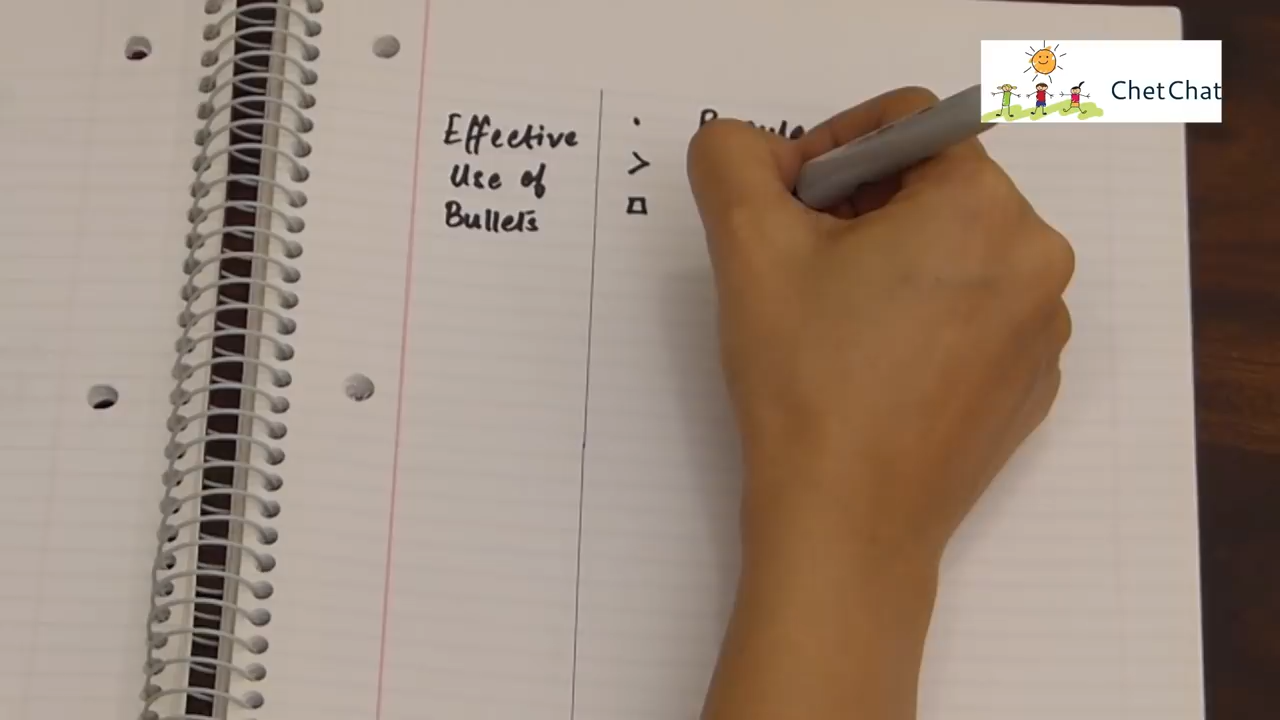 Effective
Use of
Bullets
•
>
ChetChat